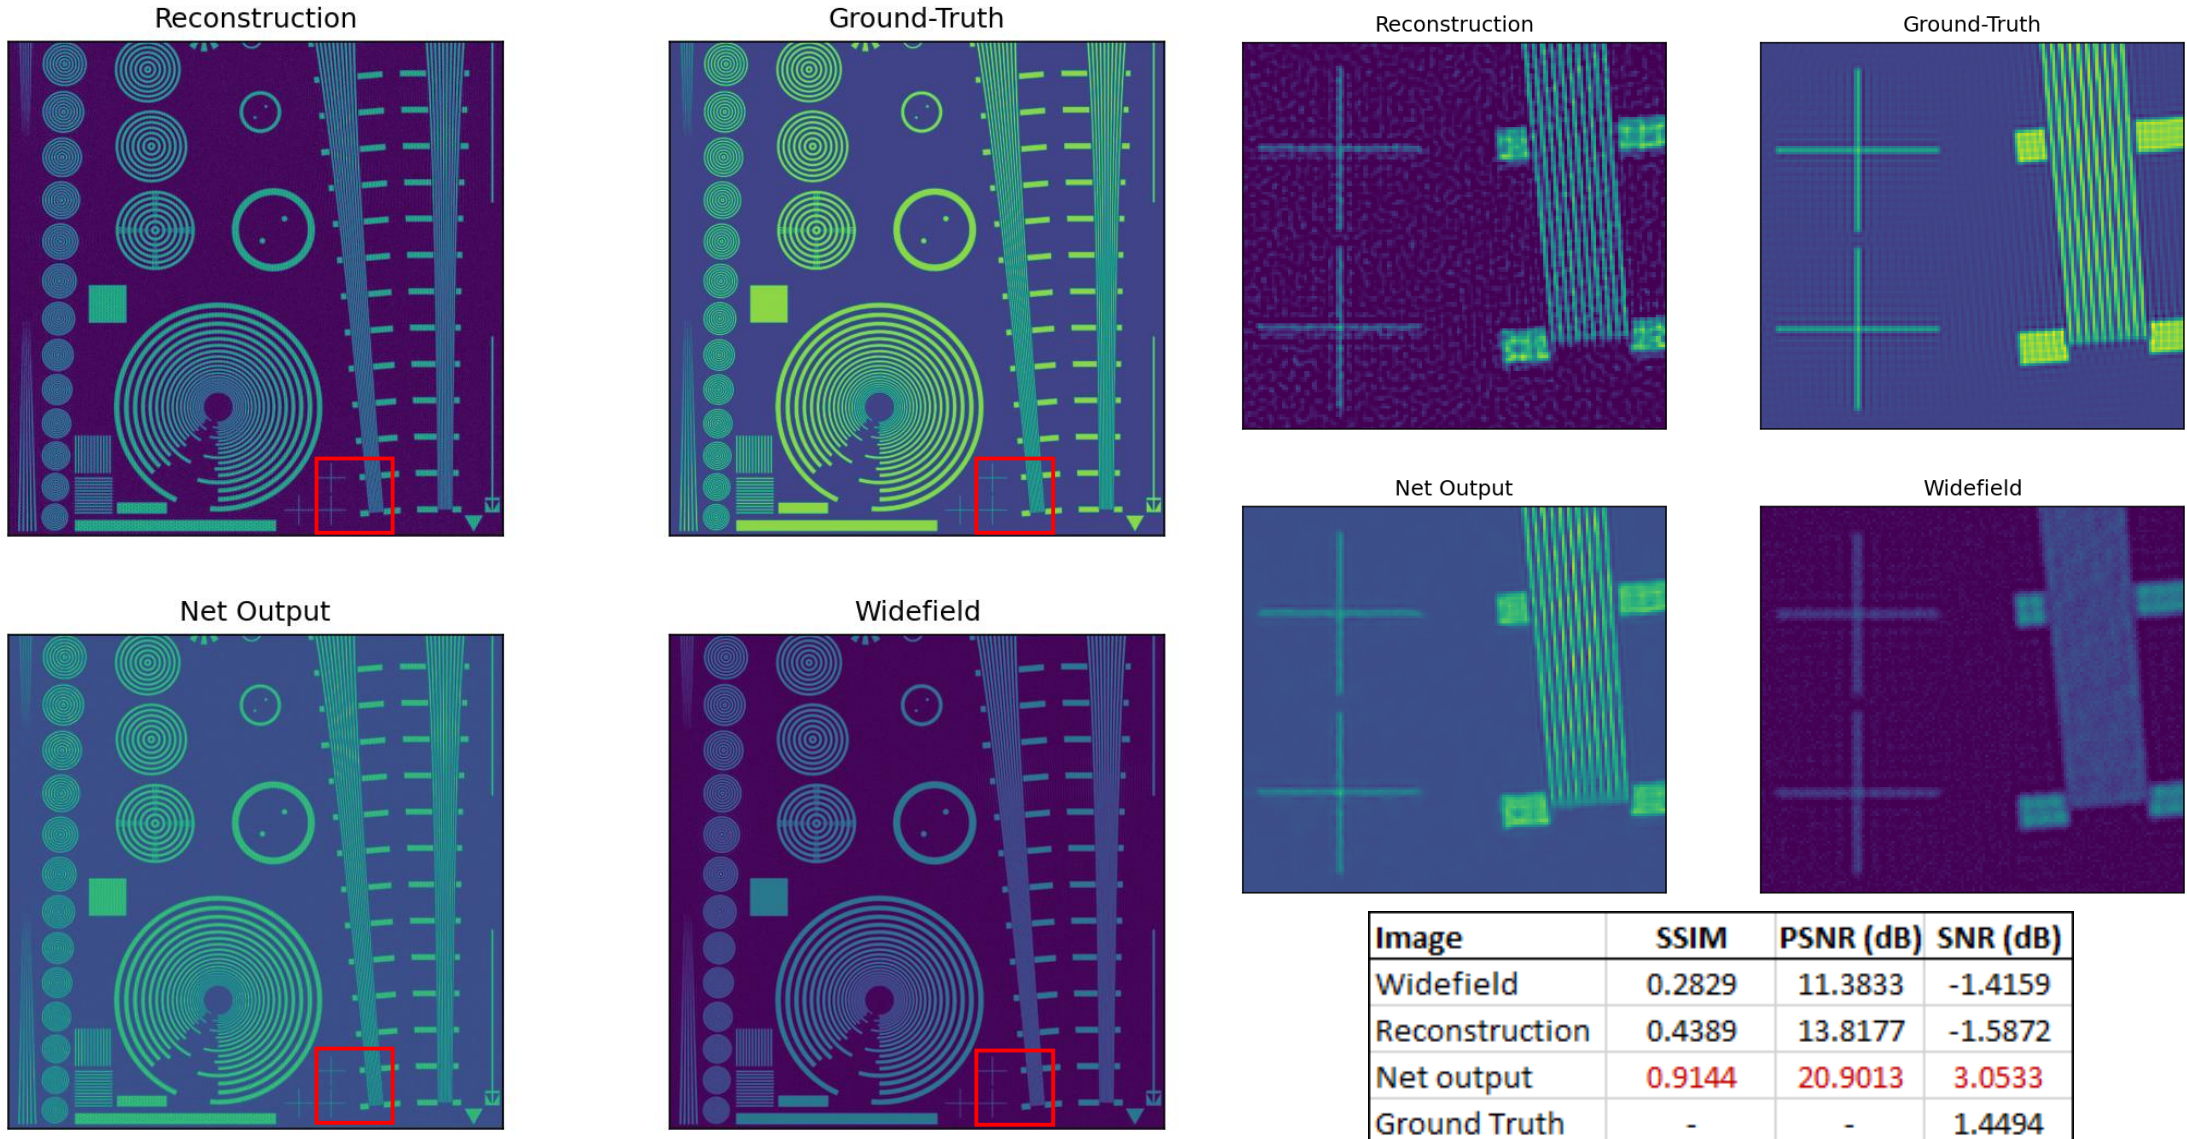 Reconstruction
Ground-Truth
Net Output
Widefield
Reconstruction
Ground-Truth
Net Output
Widefield
Image SSIM PSNR (dB) SNR (dB)
Widefield 0.2829 11.3833 -1.4159
Reconstruction 0.4389 13.8177 -1.5872
Net output 0.9144 20.9013 3.0533
Ground Truth - - 1.4494